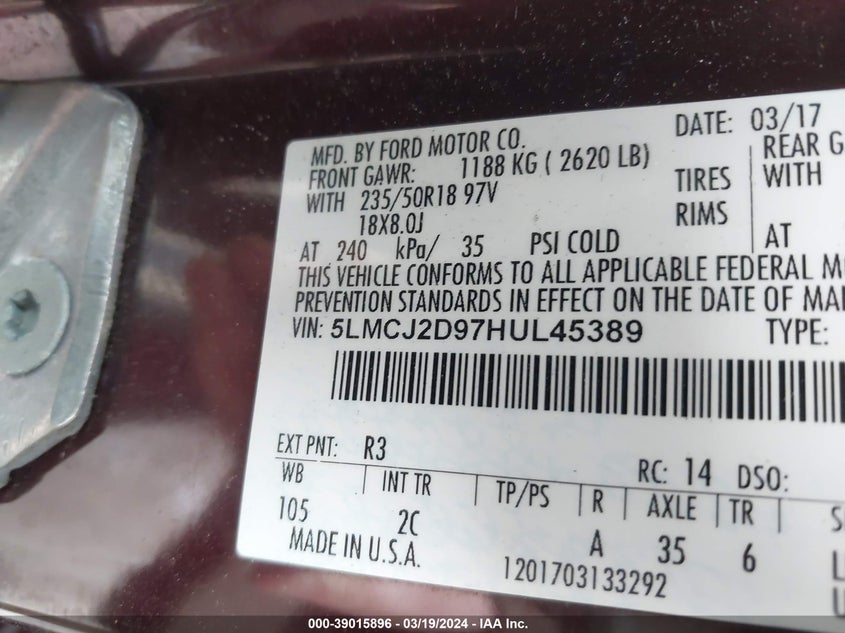 MFD. BY FORD MOTOR CO.
DATE: 03/17
FRONT GAWR: 1188 KG ( 2620 LB)
REAR G
WITH 235/50R18 97V
TIRES
WITH
18X8.0J
RIMS
AT 240 kPa/ 35 PSI COLD
AT
THIS VEHICLE CONFORMS TO ALL APPLICABLE FEDERAL M
PREVENTION STANDARDS IN EFFECT ON THE DATE OF MA
VIN: 5LMCJ2D97HUL45389
TYPE:
EXT PNT: R3
RC: 14 DSO:
WB | INT TR | TP/PS | R | AXLE | TR | S
105 2C A 35 6
MADE IN U.S.A.
1201703133292
000-39015896 - 03/19/2024 - IAA Inc.